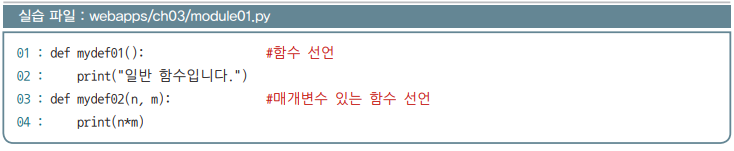 실습 파일 : webapps/ch03/module01.py
01 : def mydef01():                #함수 선언
02 :     print("일반 함수입니다.")
03 : def mydef02(n, m):            #매개변수 있는 함수 선언
04 :     print(n*m)